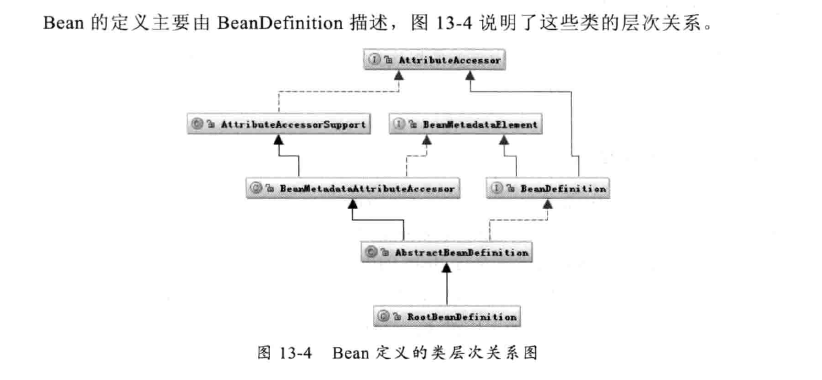 Bean 的定义主要由 BeanDefinition 描述，图 13-4 说明了这些类的层次关系。
AttributeAccessor
AttributeAccessorSupport
BeanMetadataElement
BeanMetadataAttributeAccessor
BeanDefinition
AbstractBeanDefinition
RootBeanDefinition
图 13-4 Bean 定义的类层次关系图